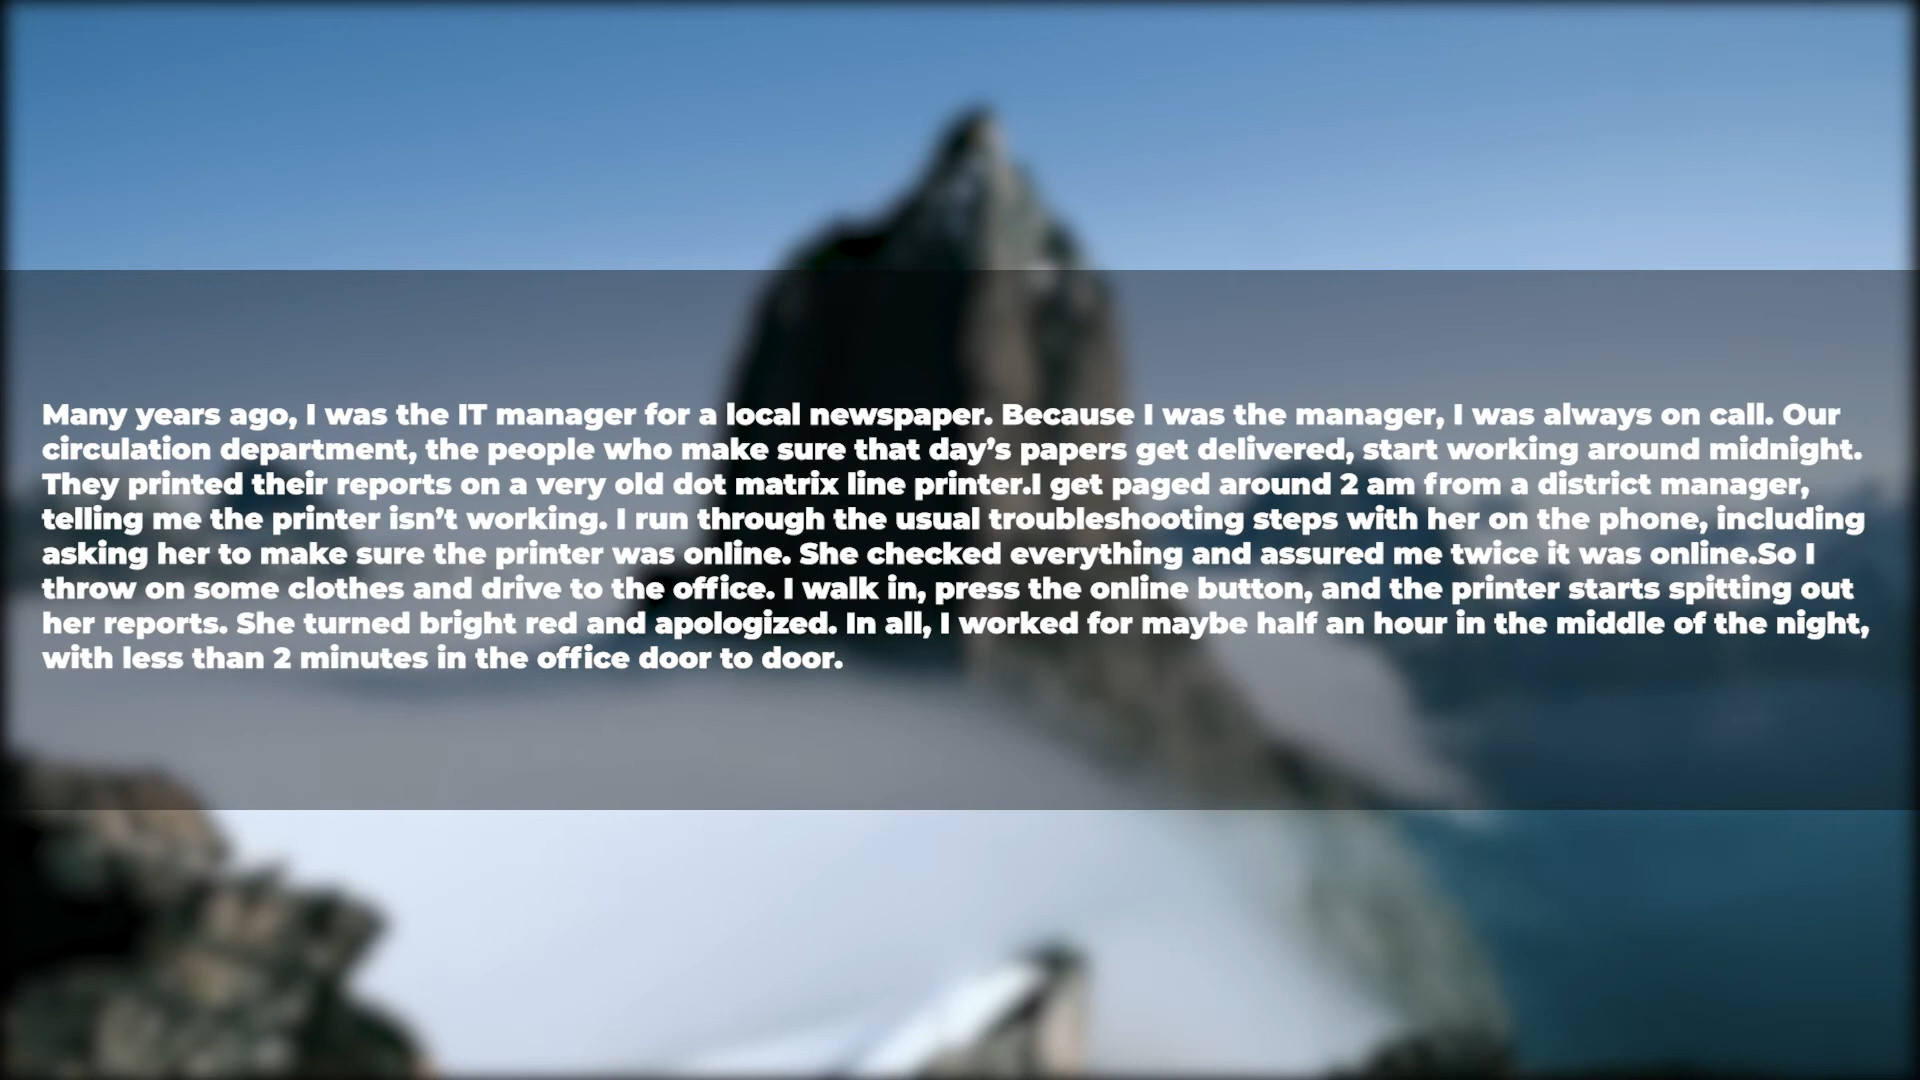 Many years ago, I was the IT manager for a local newspaper. Because I was the manager, I was always on call. Our
circulation department, the people who make sure that day’s papers get delivered, start working around midnight.
They printed their reports on a very old dot matrix line printer.I get paged around 2 am from a district manager,
telling me the printer isn’t working. I run through the usual troubleshooting steps with her on the phone, including
asking her to make sure the printer was online. She checked everything and assured me twice it was online.So I
throw on some clothes and drive to the office. I walk in, press the online button, and the printer starts spitting out
her reports. She turned bright red and apologized. In all, I worked for maybe half an hour in the middle of the night,
with less than 2 minutes in the office door to door.